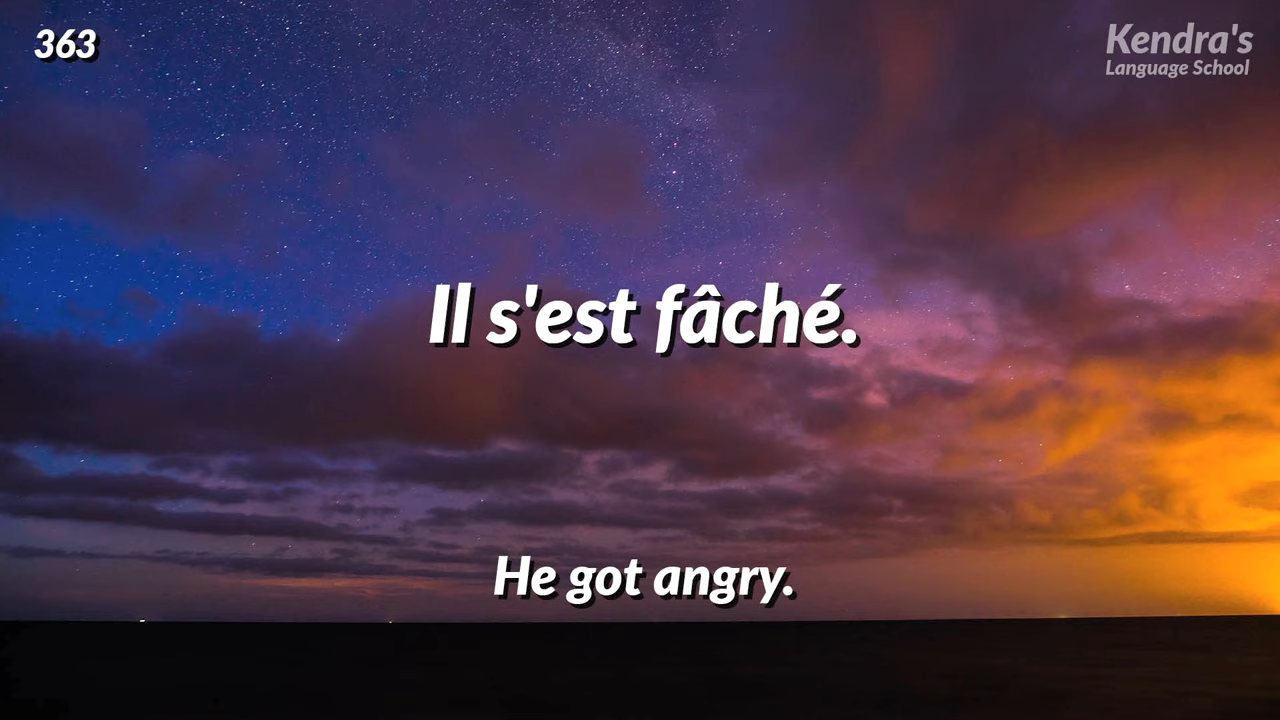 363
Kendra's
Language School
Il s'est fâché.
He got angry.